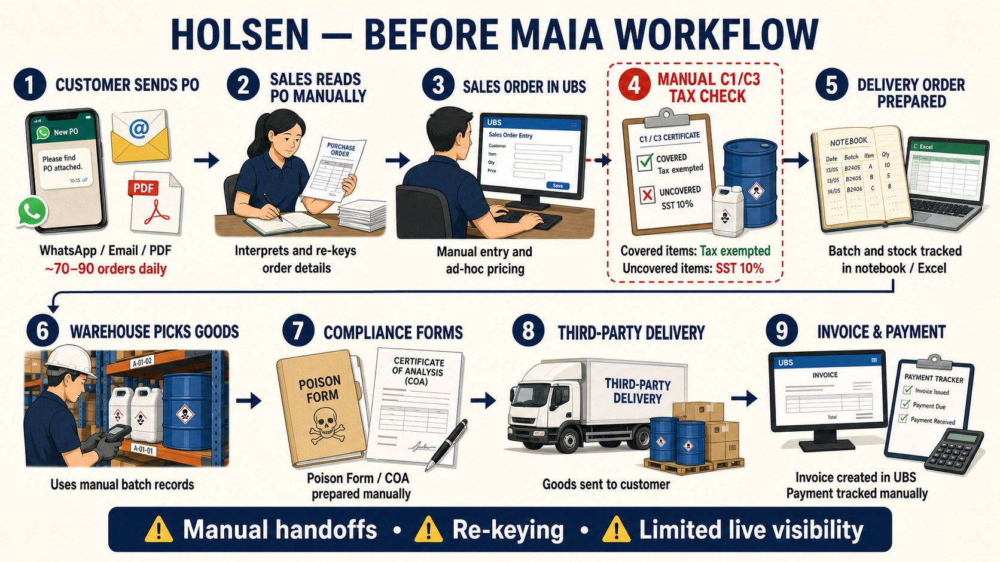 HOLSEN — BEFORE MAIA WORKFLOW
1 CUSTOMER SENDS PO
New PO
Please find
PO attached.
10:15
@
PDF
WhatsApp / Email / PDF
~70–90 orders daily
2 SALES READS
PO MANUALLY
PURCHASE
ORDER
Interprets and re-keys
order details
3 SALES ORDER IN UBS
UBS
Sales Order Entry
Customer
Item
Qty
Price
Save
Manual entry and
ad-hoc pricing
4 MANUAL C1/C3
TAX CHECK
C1 / C3 CERTIFICATE
COVERED
Tax exempted
UNCOVERED
SST 10%
Covered items: Tax exempted
Uncovered items: SST 10%
5 DELIVERY ORDER
PREPARED
NOTEBOOK
Date Batch Item Qty
13/05 B2405 A 10
13/05 B2405 B 5
14/05 B2406 C 8
Excel
Batch and stock tracked
in notebook / Excel
6 WAREHOUSE PICKS GOODS
A-01-02
A-01-01
Uses manual batch records
7 COMPLIANCE FORMS
POISON
FORM
CERTIFICATE
OF ANALYSIS
(COA)
Poison Form / COA
prepared manually
8 THIRD-PARTY DELIVERY
THIRD-PARTY
DELIVERY
Goods sent to customer
9 INVOICE & PAYMENT
UBS
INVOICE
Total
PAYMENT TRACKER
Invoice Issued
Payment Due
Payment Received
Invoice created in UBS
Payment tracked manually
Manual handoffs • Re-keying • Limited live visibility